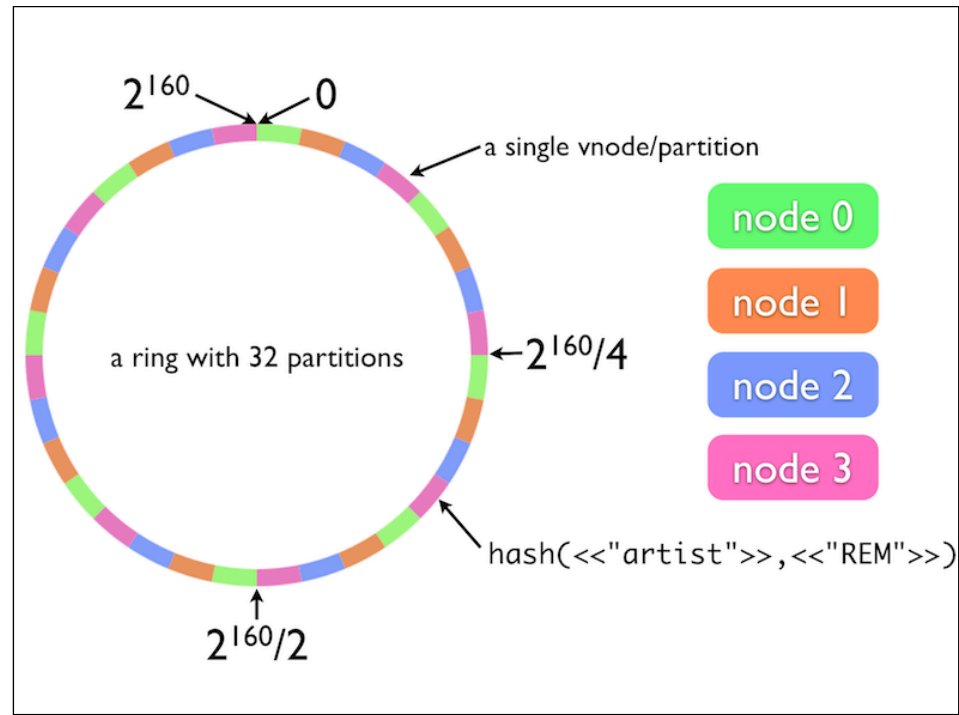 2¹⁶⁰
0
a single vnode/partition
node 0
node 1
a ring with 32 partitions
2¹⁶⁰/4
node 2
node 3
hash(<<"artist">>,<<"REM">>)
2¹⁶⁰/2